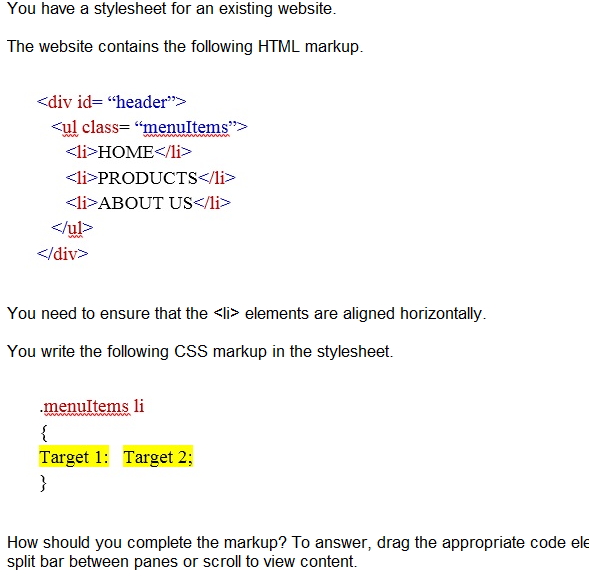 You have a stylesheet for an existing website.
The website contains the following HTML markup.
<div id= “header”>
<ul class= “menuItems”>
<li>HOME</li>
<li>PRODUCTS</li>
<li>ABOUT US</li>
</ul>
</div>
You need to ensure that the <li> elements are aligned horizontally.
You write the following CSS markup in the stylesheet.
.menuItems li
{
Target 1: Target 2;
}
How should you complete the markup? To answer, drag the appropriate code ele
split bar between panes or scroll to view content.